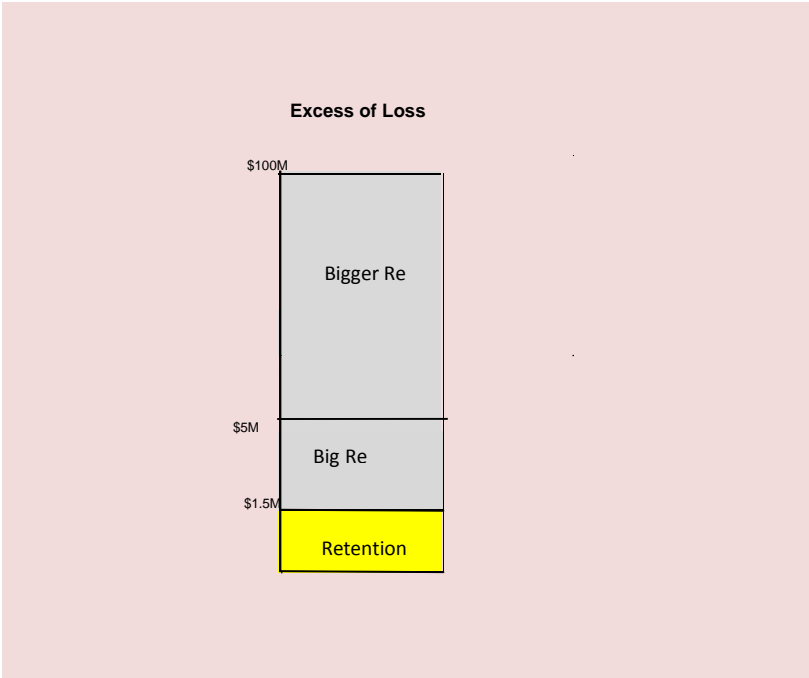 Excess of Loss
$100M
Bigger Re
$5M
Big Re
$1.5M
Retention